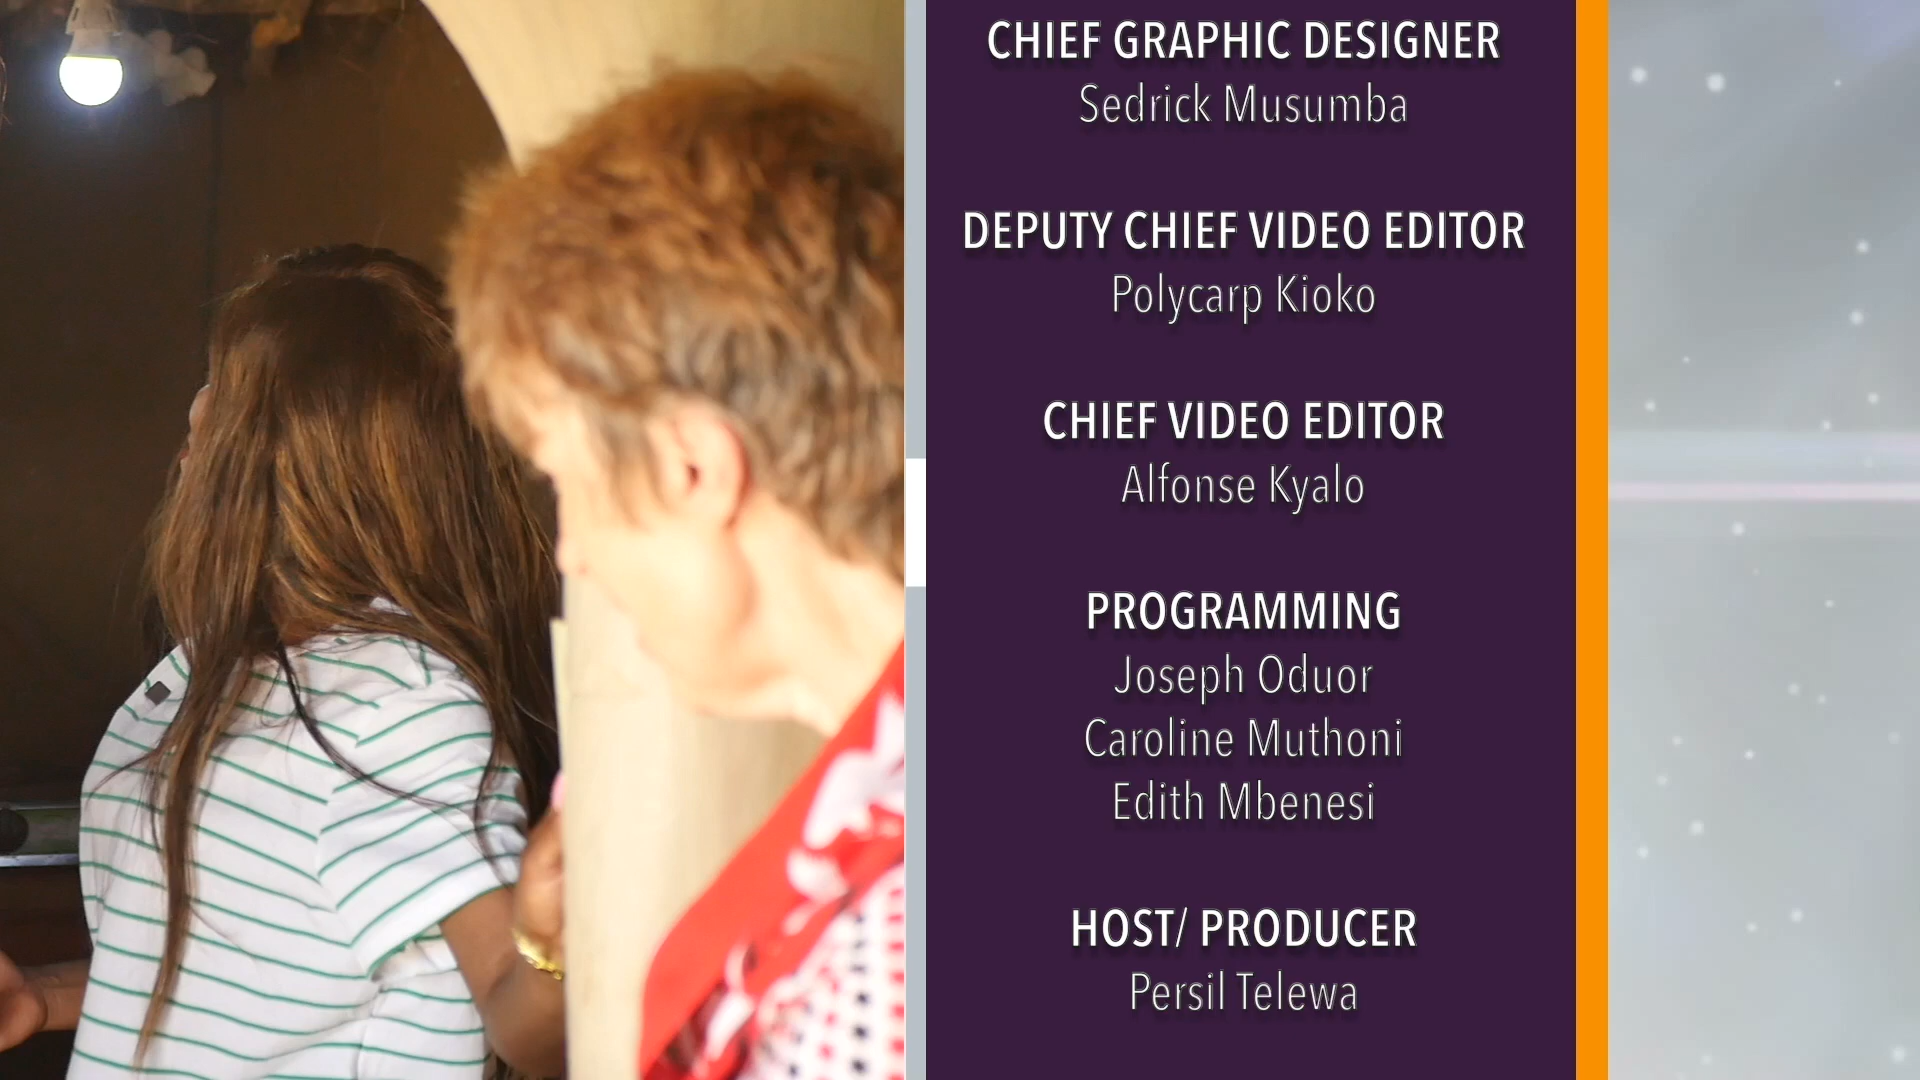 CHIEF GRAPHIC DESIGNER
Sedrick Musumba
DEPUTY CHIEF VIDEO EDITOR
Polycarp Kioko
CHIEF VIDEO EDITOR
Alfonse Kyalo
PROGRAMMING
Joseph Oduor
Caroline Muthoni
Edith Mbenesi
HOST/ PRODUCER
Persil Telewa